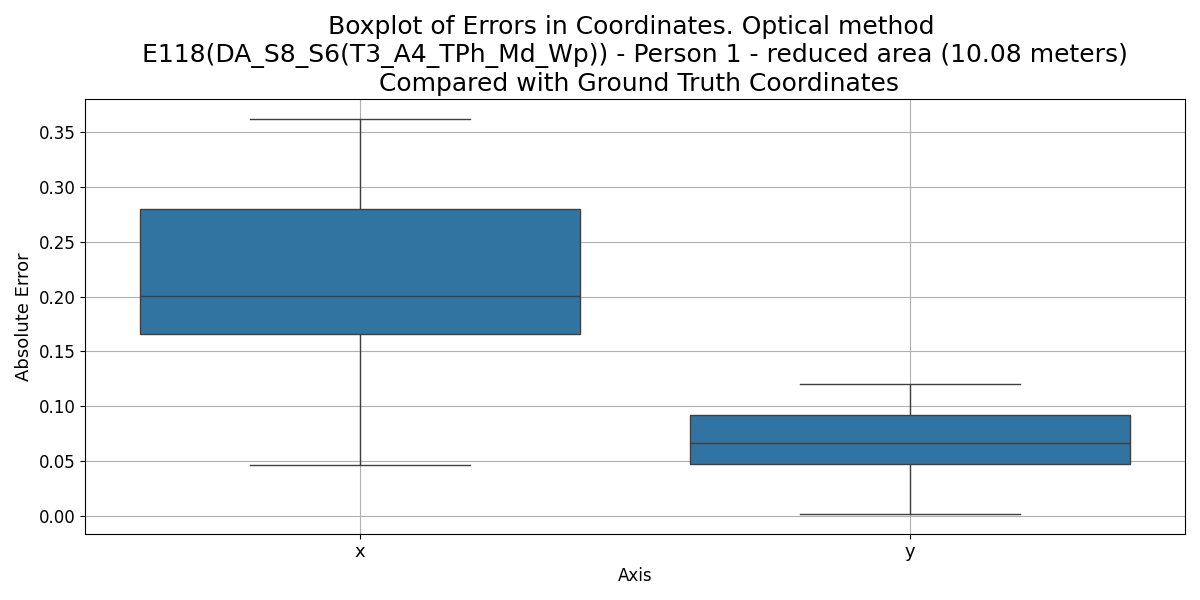 Boxplot of Errors in Coordinates. Optical method
E118(DA_S8_S6(T3_A4_TPh_Md_Wp)) - Person 1 - reduced area (10.08 meters)
Compared with Ground Truth Coordinates
0.35
0.30
0.25
0.20
0.15
0.10
0.05
0.00
Absolute Error
x
y
Axis